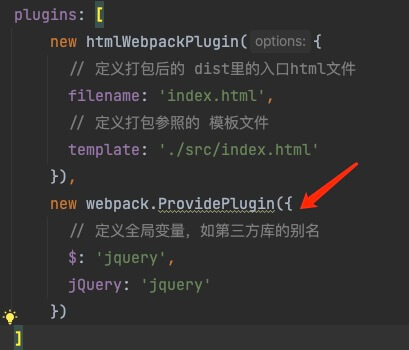 plugins: [
new htmlWebpackPlugin( options: {
// 定义打包后的 dist里的入口html文件
filename: 'index.html',
// 定义打包参照的 模板文件
template: './src/index.html'
}),
new webpack.ProvidePlugin({
// 定义全局变量，如第三方库的别名
$: 'jquery',
jQuery: 'jquery'
})
]